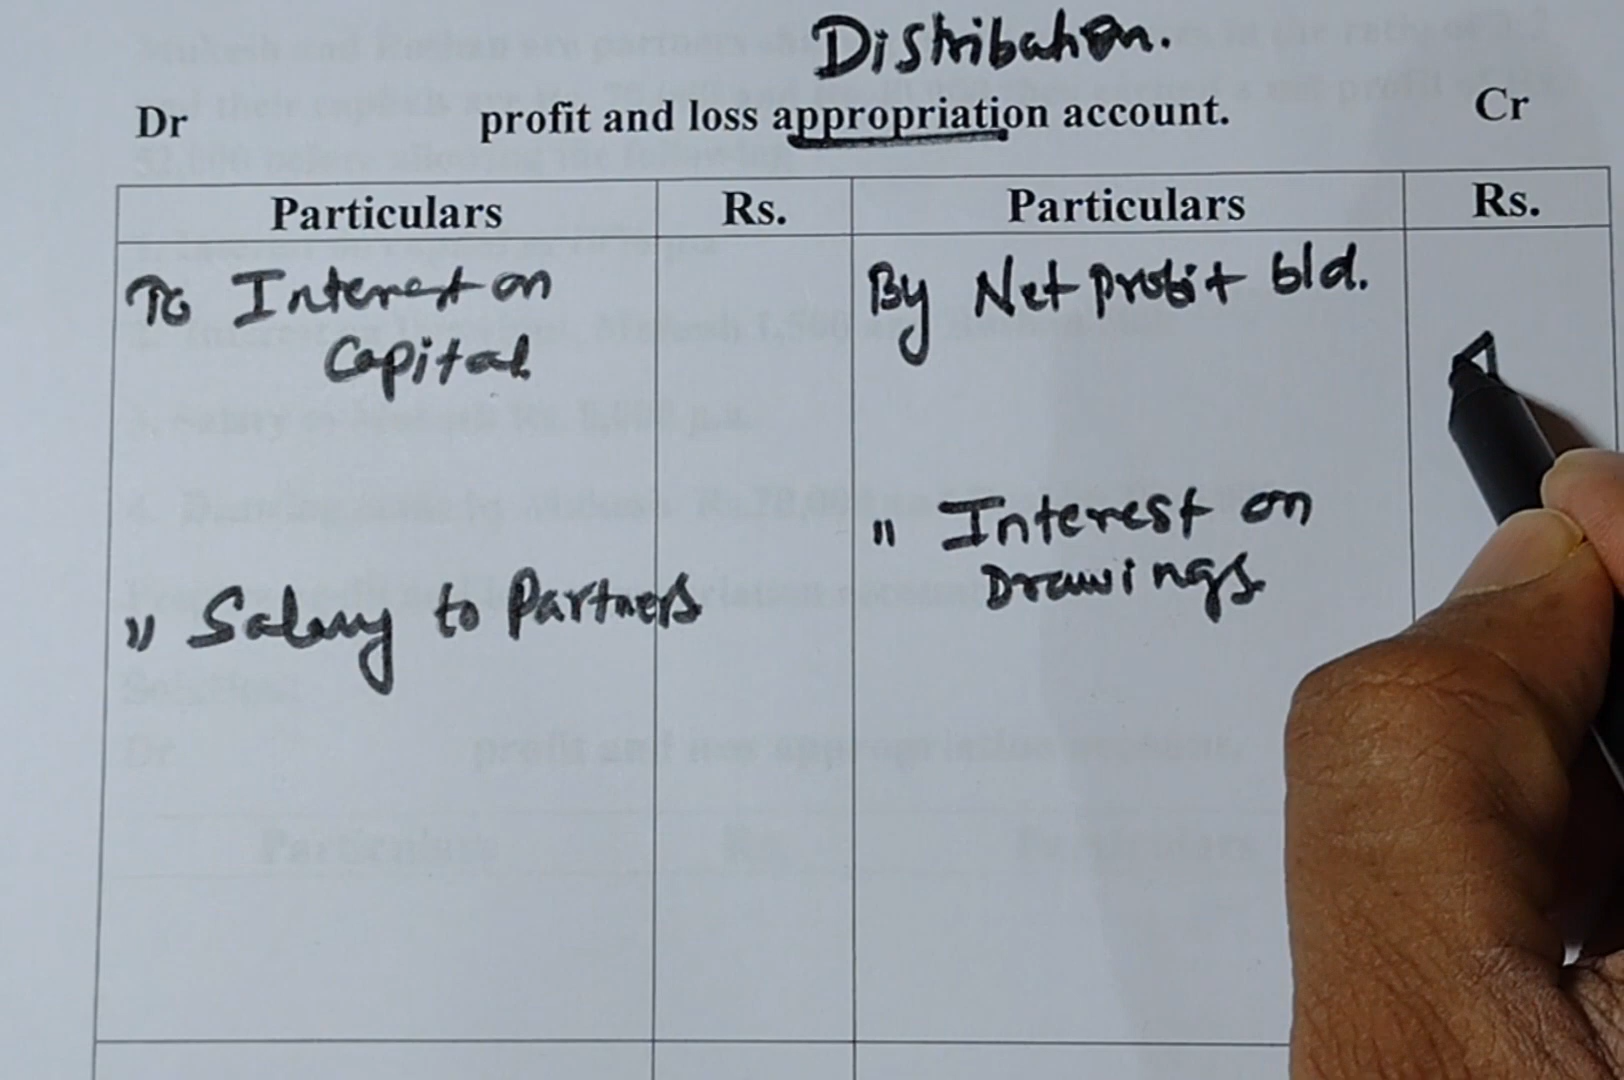 Distribution.
Dr profit and loss appropriation account. Cr
Particulars Rs. Particulars Rs.
To Interest on
Capital
By Net profit b/d.
" Interest on
Drawings
" Salary to Partners